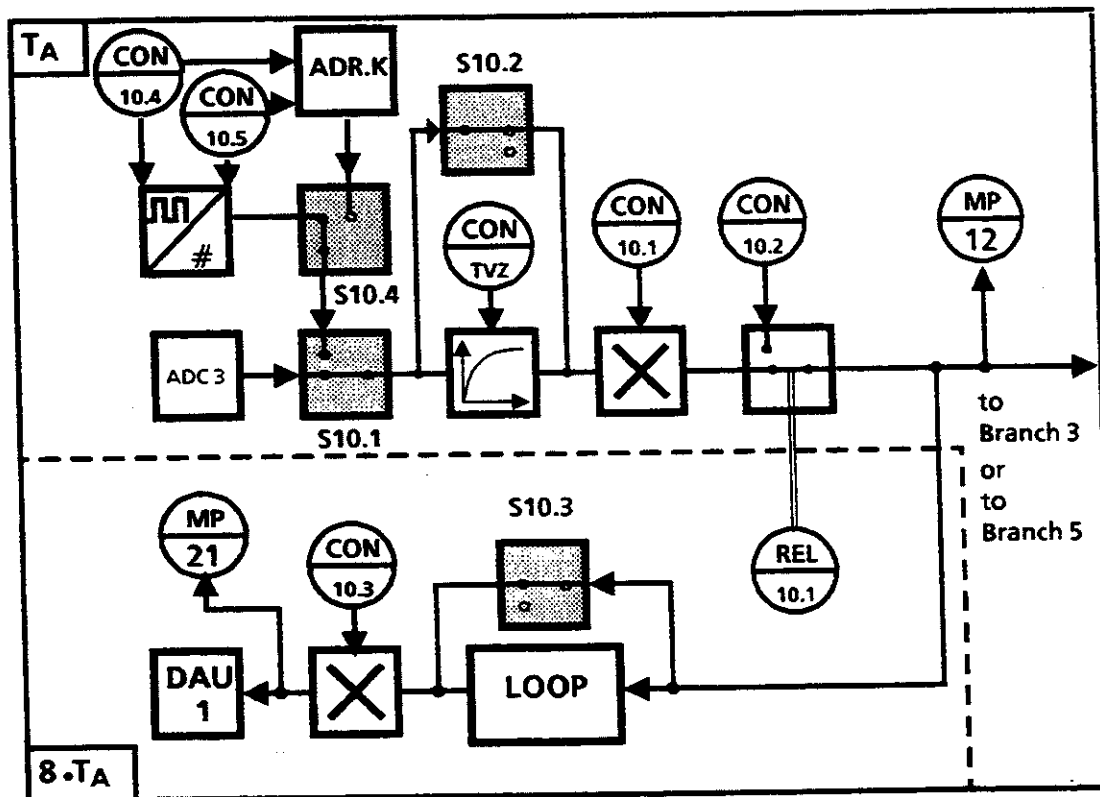 TA
CON
10.4
CON
10.5
ADR.K
S10.2
#
S10.4
CON
TVZ
CON
10.1
CON
10.2
MP
12
ADC 3
S10.1
to
Branch 3
or
to
Branch 5
S10.3
MP
21
CON
10.3
REL
10.1
DAU
1
LOOP
8•TA